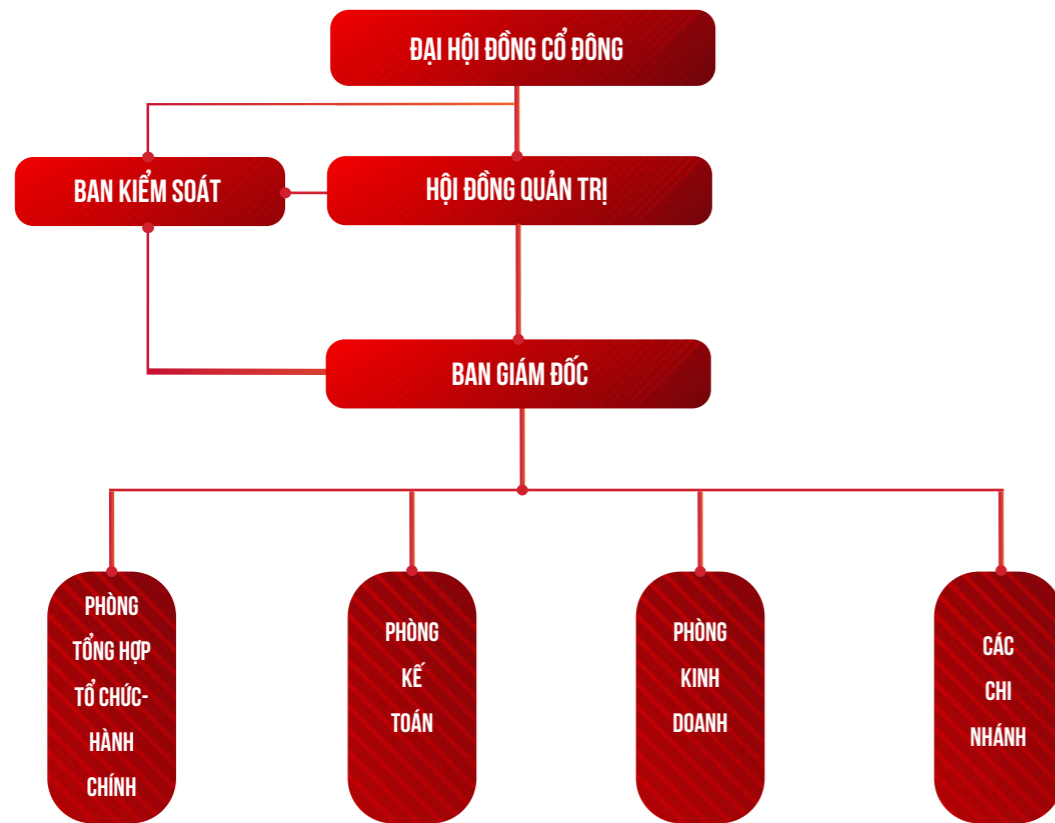 ĐẠI HỘI ĐỒNG CỔ ĐÔNG
BAN KIỂM SOÁT
HỘI ĐỒNG QUẢN TRỊ
BAN GIÁM ĐỐC
PHÒNG
TỔNG HỢP
TỔ CHỨC-
HÀNH
CHÍNH
PHÒNG
KẾ
TOÁN
PHÒNG
KINH
DOANH
CÁC
CHI
NHÁNH